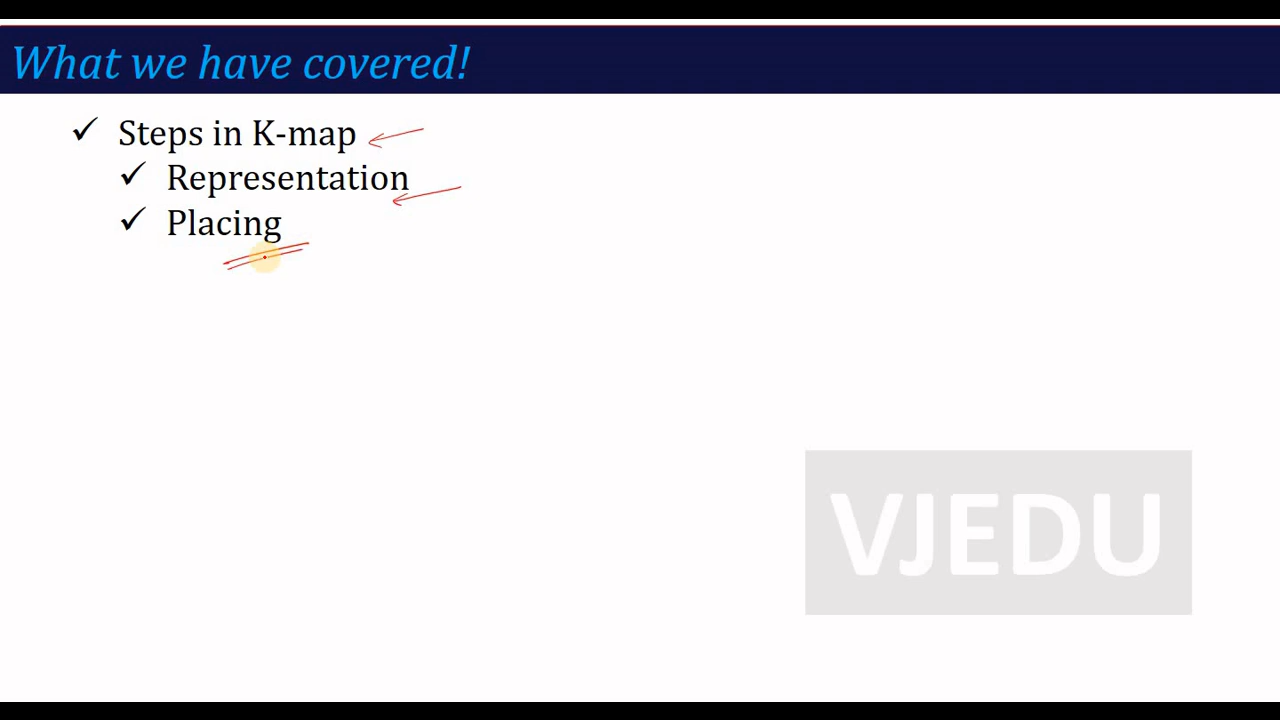 What we have covered!
✓ Steps in K-map
✓ Representation
✓ Placing
VJEDU